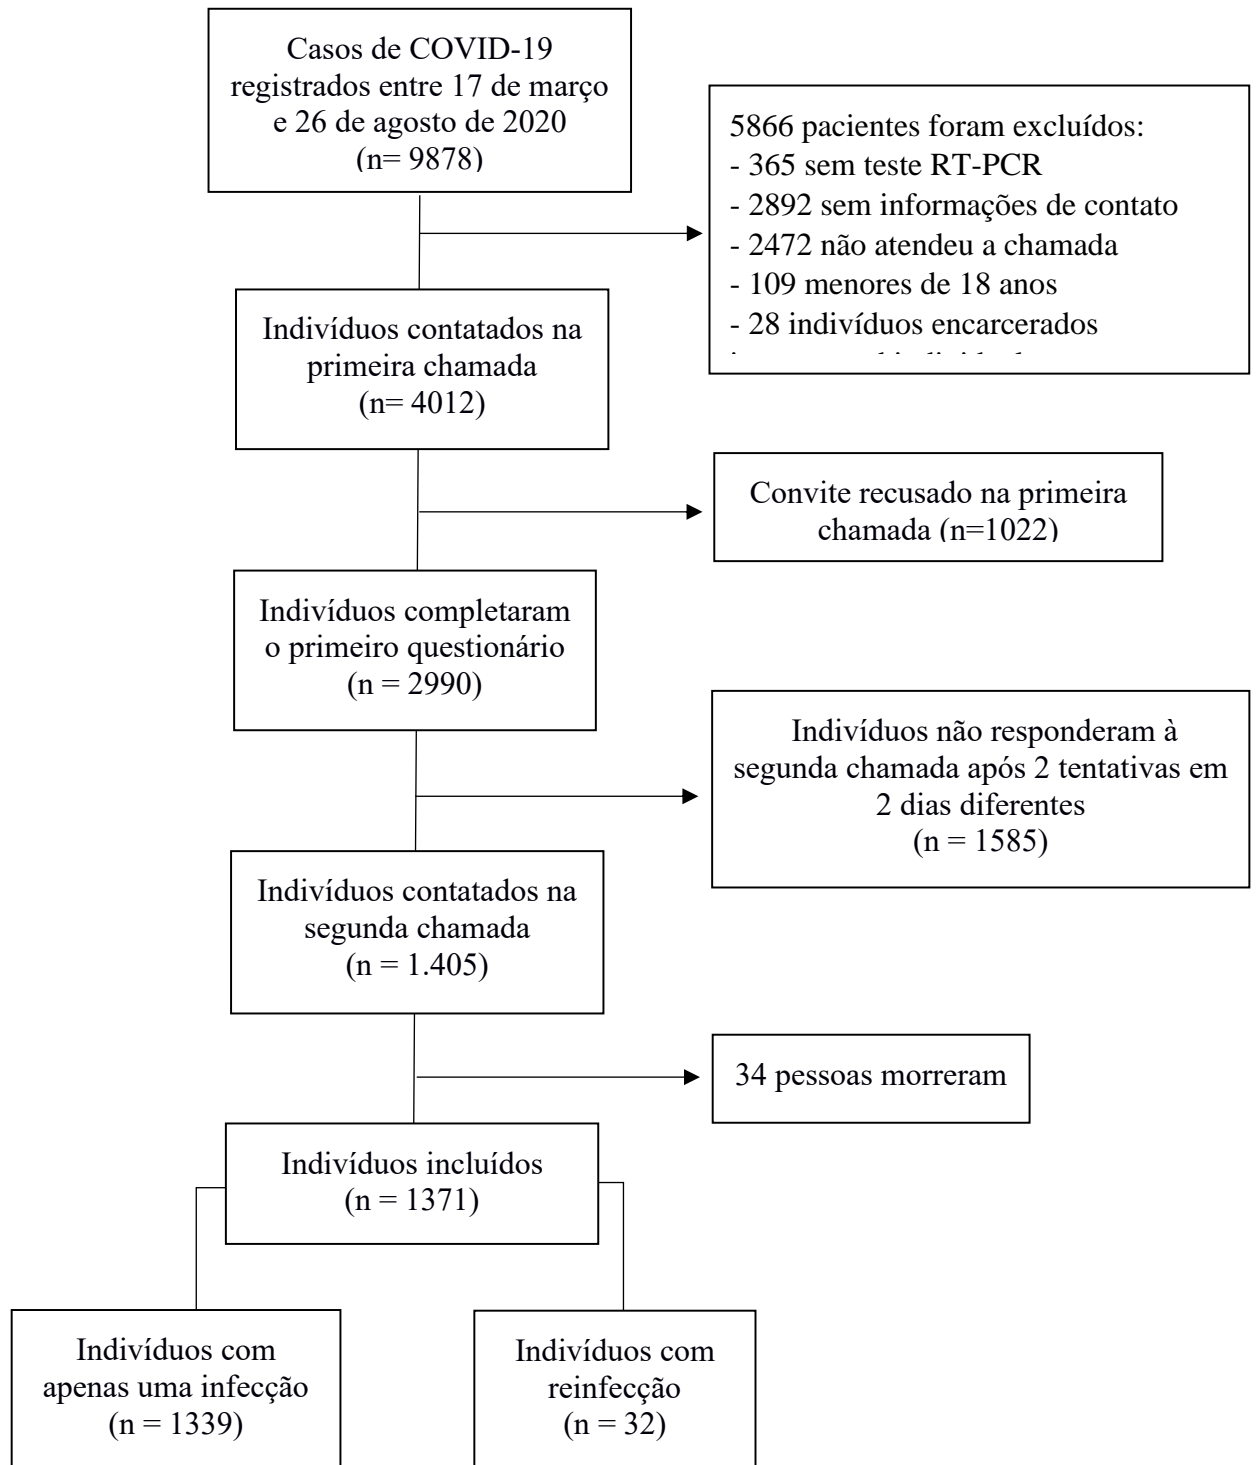 Casos de COVID-19
registrados entre 17 de março
e 26 de agosto de 2020
(n= 9878)
5866 pacientes foram excluídos:
- 365 sem teste RT-PCR
- 2892 sem informações de contato
- 2472 não atendeu a chamada
- 109 menores de 18 anos
- 28 indivíduos encarcerados
Indivíduos contatados na
primeira chamada
(n= 4012)
Convite recusado na primeira
chamada (n=1022)
Indivíduos completaram
o primeiro questionário
(n = 2990)
Indivíduos não responderam à
segunda chamada após 2 tentativas em
2 dias diferentes
(n = 1585)
Indivíduos contatados na
segunda chamada
(n = 1.405)
34 pessoas morreram
Indivíduos incluídos
(n = 1371)
Indivíduos com
apenas uma infecção
(n = 1339)
Indivíduos com
reinfecção
(n = 32)